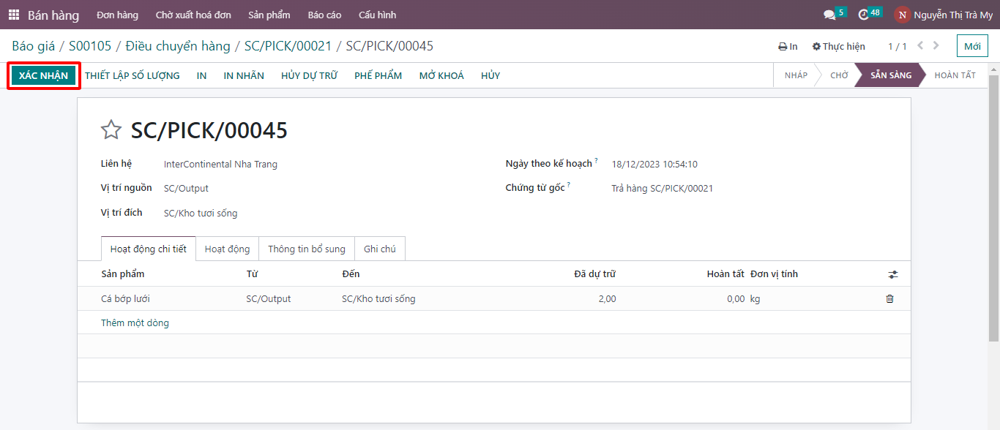 Bán hàng Đơn hàng Chờ xuất hoá đơn Sản phẩm Báo cáo Cấu hình 5 48 N Nguyễn Thị Trà My
Báo giá / S00105 / Điều chuyển hàng / SC/PICK/00021 / SC/PICK/00045 In Thực hiện 1 / 1 Mới
XÁC NHẬN THIẾT LẬP SỐ LƯỢNG IN IN NHÃN HỦY DỰ TRỮ PHẾ PHẨM MỞ KHOÁ HỦY NHÁP CHỜ SẴN SÀNG HOÀN TẤT
SC/PICK/00045
Liên hệ InterContinental Nha Trang Ngày theo kế hoạch ? 18/12/2023 10:54:10
Vị trí nguồn SC/Output Chứng từ gốc ? Trả hàng SC/PICK/00021
Vị trí đích SC/Kho tươi sống
Hoạt động chi tiết Hoạt động Thông tin bổ sung Ghi chú
Sản phẩm Từ Đến Đã dự trữ Hoàn tất Đơn vị tính
Cá bớp lưới SC/Output SC/Kho tươi sống 2,00 0,00 kg
Thêm một dòng